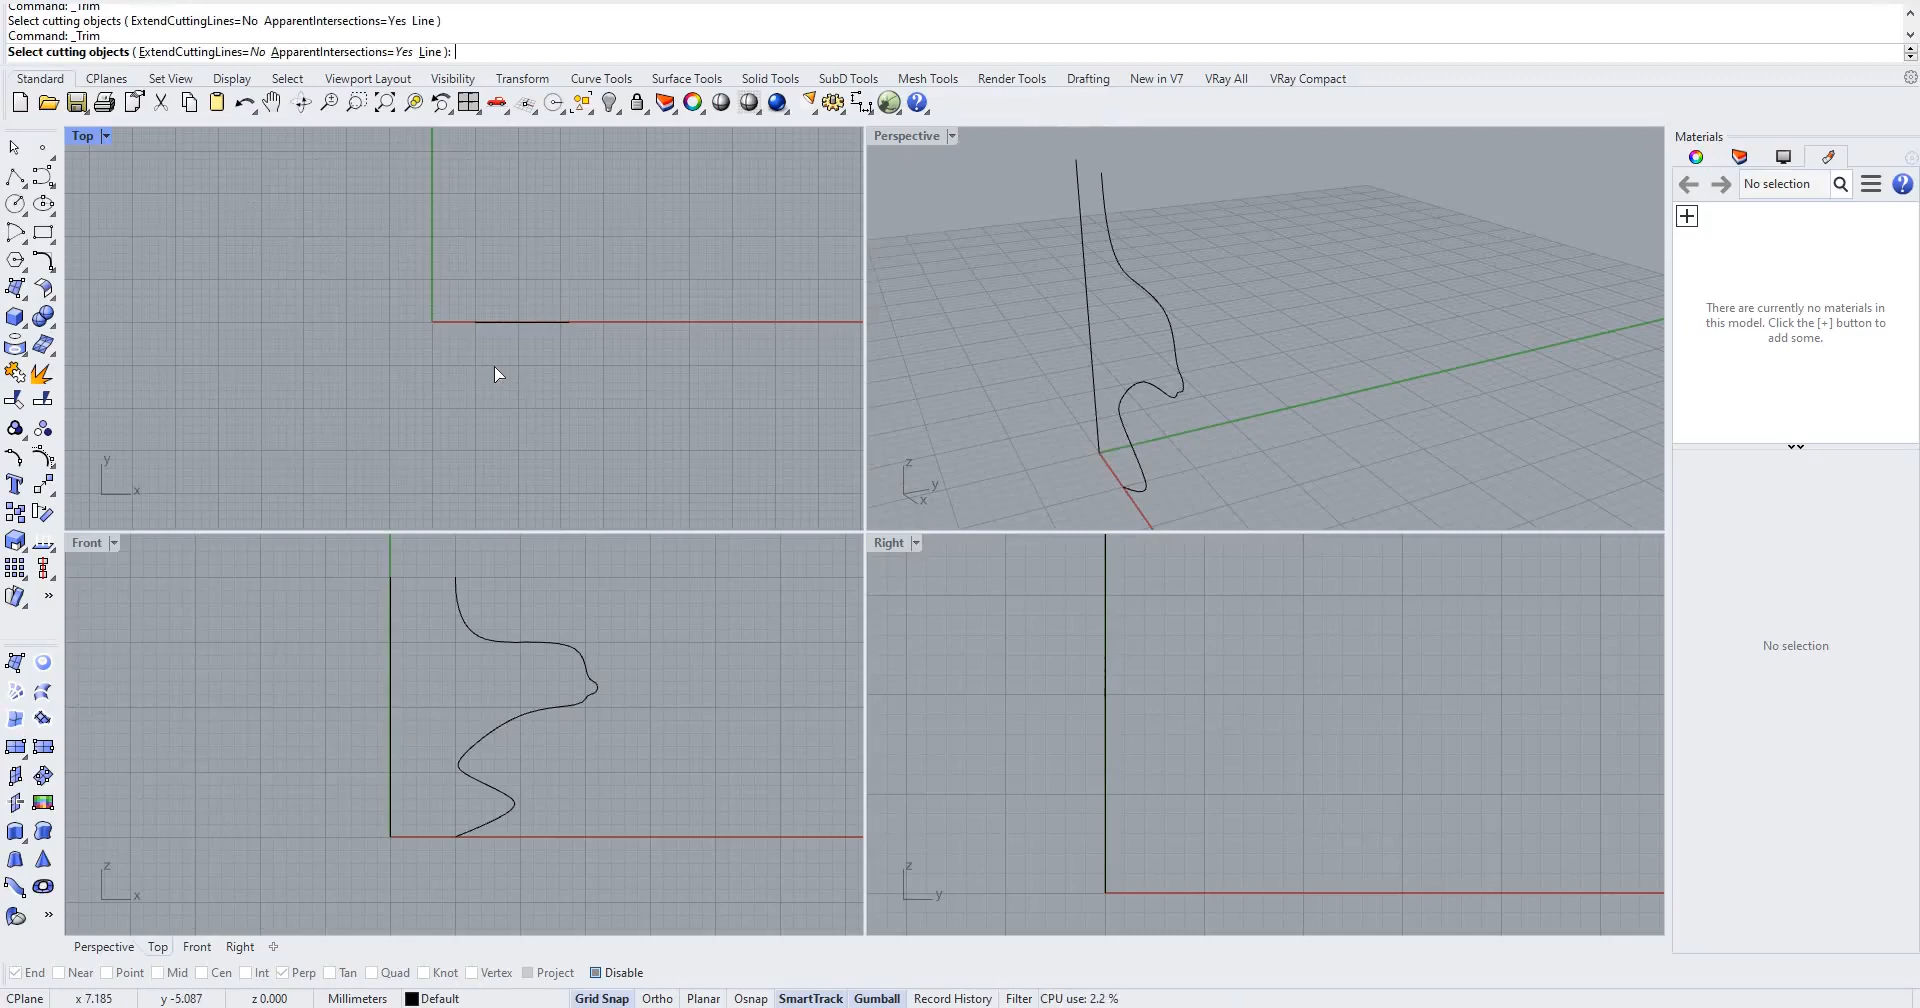 Command: _Trim
Select cutting objects ( ExtendCuttingLines=No  ApparentIntersections=Yes  Line )
Command: _Trim
Select cutting objects ( ExtendCuttingLines=No  ApparentIntersections=Yes  Line ):
Standard CPlanes Set View Display Select Viewport Layout Visibility Transform Curve Tools Surface Tools Solid Tools SubD Tools Mesh Tools Render Tools Drafting New in V7 VRay All VRay Compact
Top
Perspective
Materials
No selection
There are currently no materials in
this model. Click the [+] button to
add some.
y
x
z
y
x
Front
Right
No selection
z
x
z
y
Perspective Top Front Right
End Near Point Mid Cen Int Perp Tan Quad Knot Vertex Project Disable
CPlane x 7.185 y -5.087 z 0.000 Millimeters Default Grid Snap Ortho Planar Osnap SmartTrack Gumball Record History Filter CPU use: 2.2 %